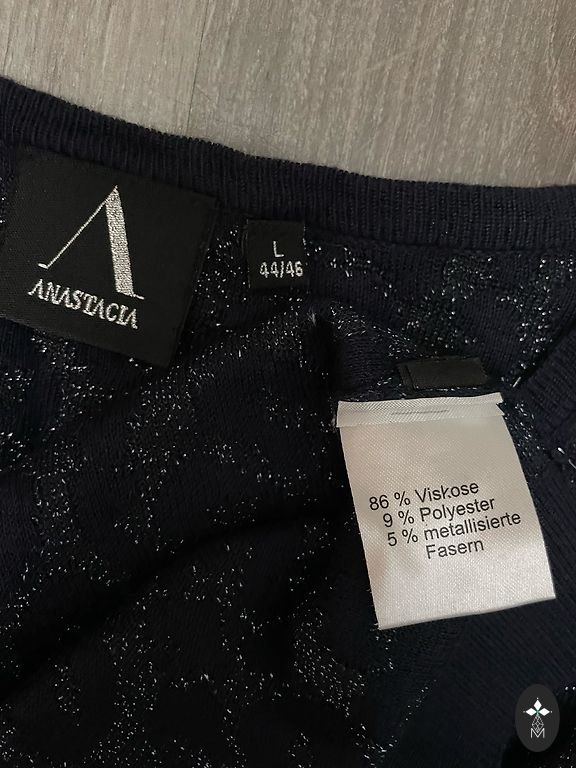 ANASTACIA
L
44/46
86 % Viskose
9 % Polyester
5 % metallisierte
Fasern
M